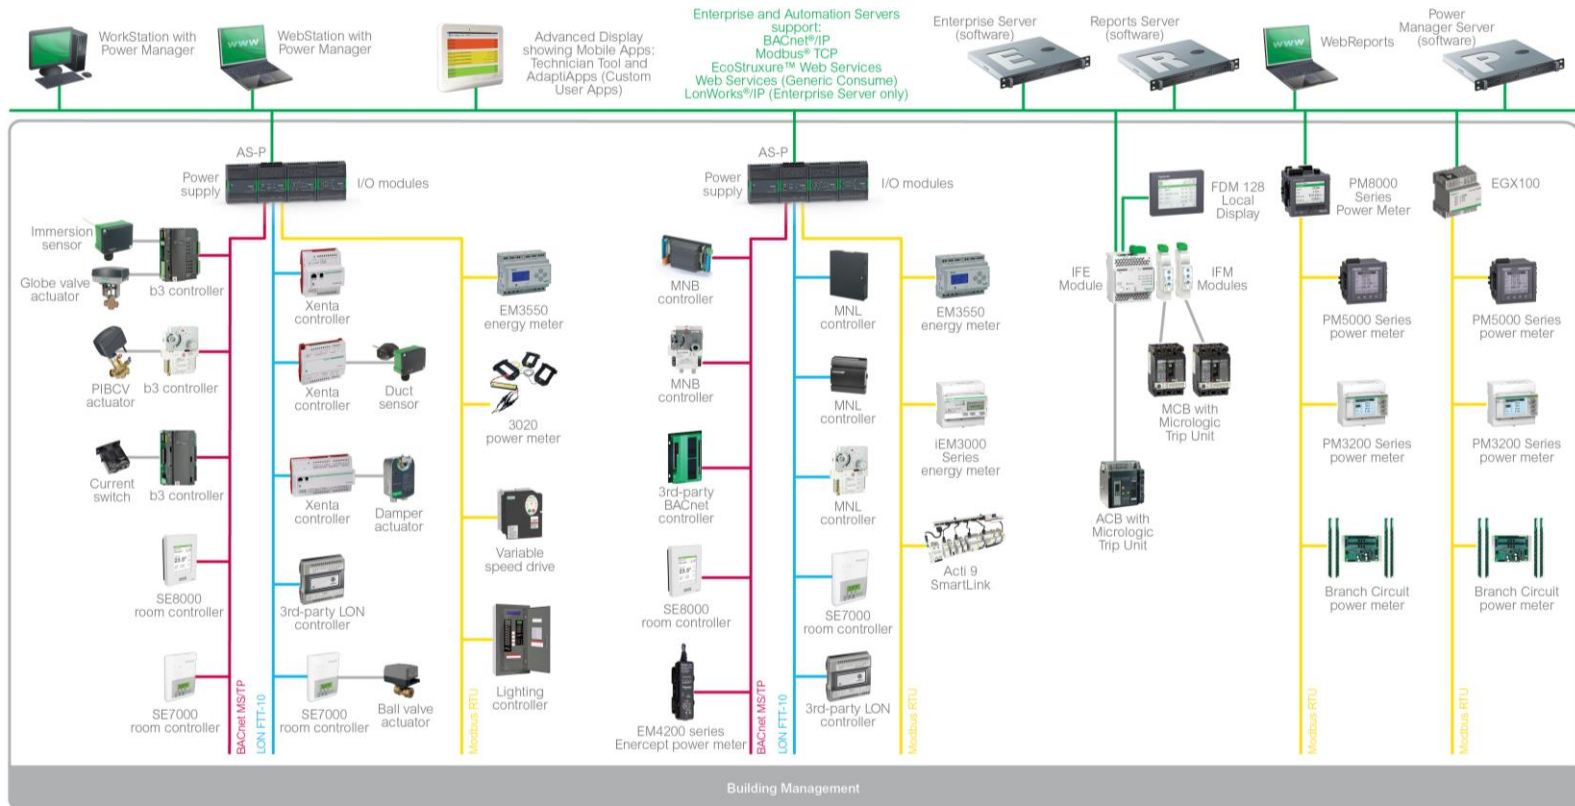 WorkStation with
Power Manager
www
WebStation with
Power Manager
Advanced Display
showing Mobile Apps:
Technician Tool and
AdaptiApps (Custom
User Apps)
Enterprise and Automation Servers
support:
BACnet®/IP
Modbus® TCP
EcoStruxure™ Web Services
Web Services (Generic Consume)
LonWorks®/IP (Enterprise Server only)
Enterprise Server
(software)
E
Reports Server
(software)
R
www
WebReports
Power
Manager Server
(software)
P
AS-P
Power
supply
I/O modules
Immersion
sensor
Globe valve
actuator
b3 controller
PIBCV
actuator
b3 controller
Current
switch
b3 controller
SE8000
room controller
SE7000
room controller
BACnet MS/TP
LON FTT-10
Xenta
controller
Xenta
controller
Duct
sensor
Xenta
controller
Damper
actuator
3rd-party LON
controller
SE7000
room controller
Ball valve
actuator
Modbus RTU
EM3550
energy meter
3020
power meter
Variable
speed drive
Lighting
controller
AS-P
Power
supply
I/O modules
MNB
controller
MNB
controller
3rd-party
BACnet
controller
SE8000
room controller
EM4200 series
Enercept power meter
BACnet MS/TP
LON FTT-10
MNL
controller
MNL
controller
MNL
controller
SE7000
room controller
3rd-party LON
controller
Modbus RTU
EM3550
energy meter
iEM3000
Series
energy meter
Acti 9
SmartLink
FDM 128
Local
Display
IFE
Module
IFM
Modules
MCB with
Micrologic
Trip Unit
ACB with
Micrologic
Trip Unit
PM8000
Series
Power Meter
PM5000 Series
power meter
PM3200 Series
power meter
Branch Circuit
power meter
Modbus RTU
EGX100
PM5000 Series
power meter
PM3200 Series
power meter
Branch Circuit
power meter
Modbus RTU
Building Management